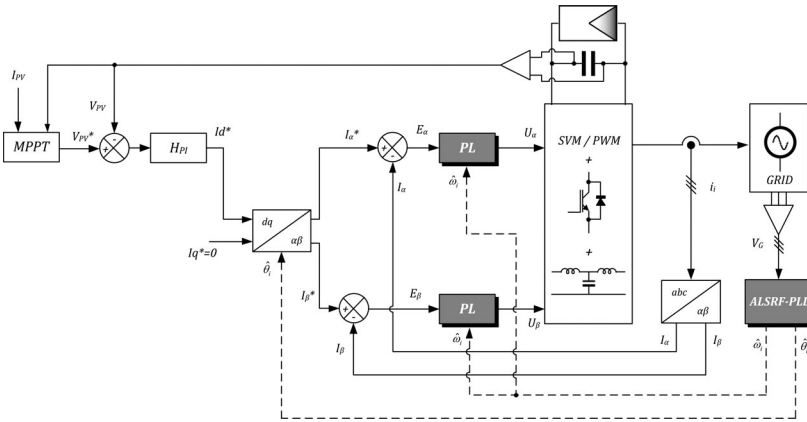 I_PV
V_PV
MPPT
V_PV*
+
-
H_PI
Id*
Iq*=0
dq
αβ
θ̂_i
I_α*
+
-
I_α
E_α
PL
ω̂_i
U_α
I_β*
+
-
I_β
E_β
PL
ω̂_i
U_β
SVM / PWM
+
+
i_i
abc
αβ
I_α
I_β
GRID
V_G
ALSRF-PLL
ω̂_i